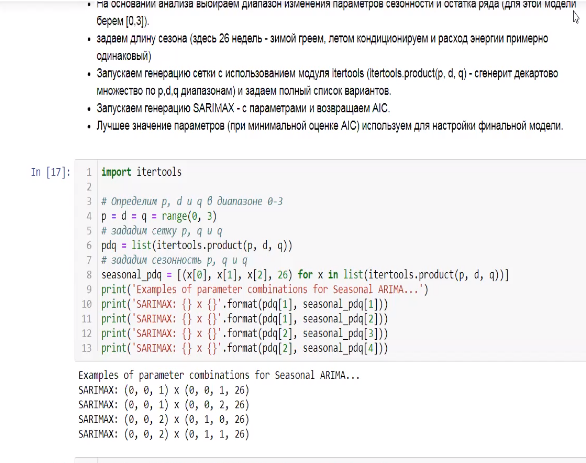 На основании анализа выбираем диапазон изменения параметров сезонности и остатка ряда (для этой модели
берем [0,3]).
задаем длину сезона (здесь 26 недель - зимой греем, летом кондиционируем и расход энергии примерно
одинаковый)
Запускаем генерацию сетки с использованием модуля itertools (itertools.product(p, d, q) - сгенерит декартово
множество по p,d,q диапазонам) и задаем полный список вариантов.
Запускаем генерацию SARIMAX - с параметрами и возвращаем AIC.
Лучшее значение параметров (при минимальной оценке AIC) используем для настройки финальной модели.
In [17]:
1 import itertools
2
3 # Определим p, d и q в диапазоне 0-3
4 p = d = q = range(0, 3)
5 # зададим сетку p, q и q
6 pdq = list(itertools.product(p, d, q))
7 # зададим сезонность p, q и q
8 seasonal_pdq = [(x[0], x[1], x[2], 26) for x in list(itertools.product(p, d, q))]
9 print('Examples of parameter combinations for Seasonal ARIMA...')
10 print('SARIMAX: {} x {}'.format(pdq[1], seasonal_pdq[1]))
11 print('SARIMAX: {} x {}'.format(pdq[1], seasonal_pdq[2]))
12 print('SARIMAX: {} x {}'.format(pdq[2], seasonal_pdq[3]))
13 print('SARIMAX: {} x {}'.format(pdq[2], seasonal_pdq[4]))
Examples of parameter combinations for Seasonal ARIMA...
SARIMAX: (0, 0, 1) x (0, 0, 1, 26)
SARIMAX: (0, 0, 1) x (0, 0, 2, 26)
SARIMAX: (0, 0, 2) x (0, 1, 0, 26)
SARIMAX: (0, 0, 2) x (0, 1, 1, 26)